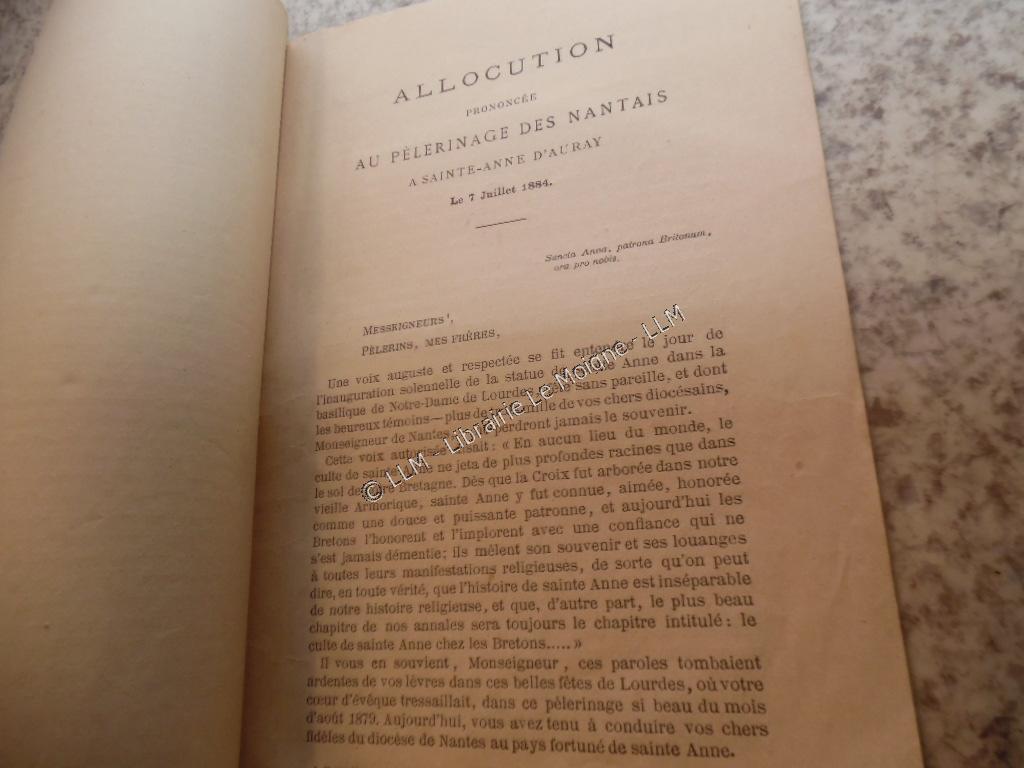 ALLOCUTION
PRONONCÉE
AU PÈLERINAGE DES NANTAIS
A SAINTE-ANNE D'AURAY
Le 7 Juillet 1884.
Sancta Anna, patrona Britonum,
ora pro nobis.
MESSEIGNEURS¹,
PÈLERINS, MES FRÈRES,
Une voix auguste et respectée se fit entendre le jour de
l'inauguration solennelle de la statue de Anne dans la
basilique de Notre-Dame de Lourdes, sans pareille, et dont
les heureux témoins — plus de de vos chers diocésains,
Monseigneur de Nantes, perdront jamais le souvenir.
Cette voix disait : « En aucun lieu du monde, le
culte de ne jeta de plus profondes racines que dans
le sol de Bretagne. Dès que la Croix fut arborée dans notre
vieille Armorique, sainte Anne y fut connue, aimée, honorée
comme une douce et puissante patronne, et aujourd'hui les
Bretons l'honorent et l'implorent avec une confiance qui ne
s'est jamais démentie; ils mêlent son souvenir et ses louanges
à toutes leurs manifestations religieuses, de sorte qu'on peut
dire, en toute vérité, que l'histoire de sainte Anne est inséparable
de notre histoire religieuse, et que, d'autre part, le plus beau
chapitre de nos annales sera toujours le chapitre intitulé : le
culte de sainte Anne chez les Bretons..... »
Il vous en souvient, Monseigneur, ces paroles tombaient
ardentes de vos lèvres dans ces belles fêtes de Lourdes, où votre
cœur d'évêque tressaillait, dans ce pèlerinage si beau du mois
d'août 1879. Aujourd'hui, vous avez tenu à conduire vos chers
fidèles du diocèse de Nantes au pays fortuné de sainte Anne.
© LLM - Librairie Le Moigne - LLM